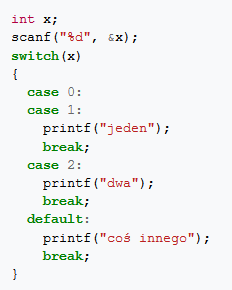 int x;
scanf("%d", &x);
switch(x)
{
  case 0:
  case 1:
    printf("jeden");
    break;
  case 2:
    printf("dwa");
    break;
  default:
    printf("coś innego");
    break;
}